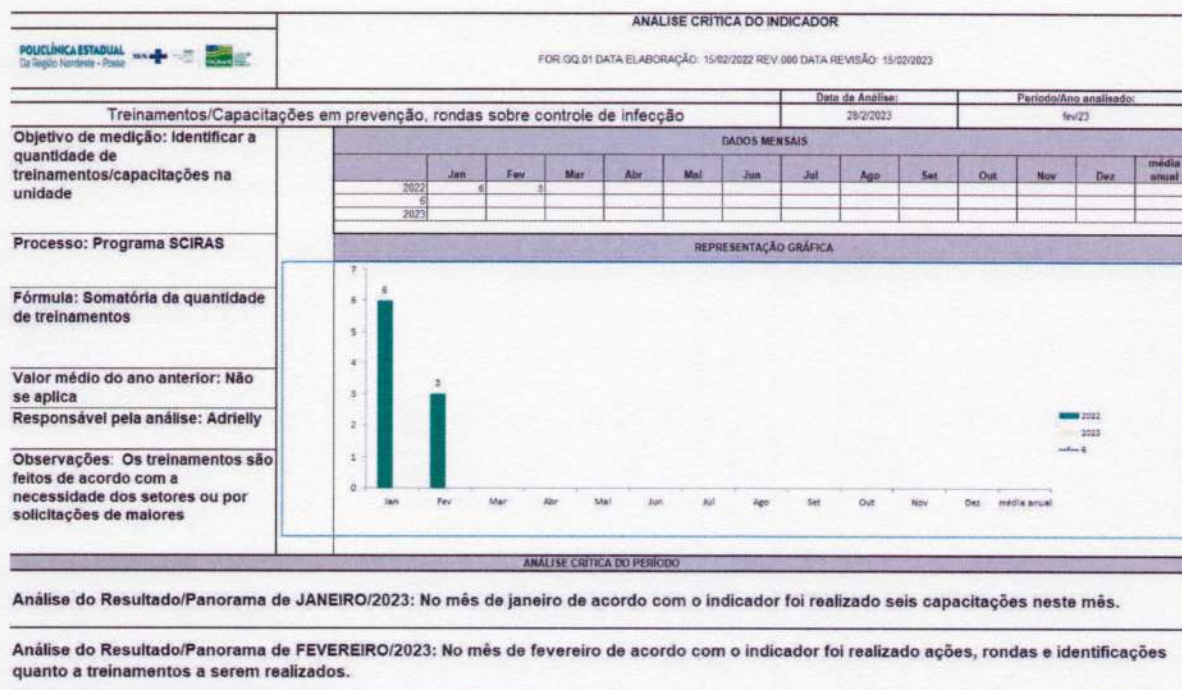 ANÁLISE CRÍTICA DO INDICADOR
POLICLÍNICA ESTADUAL
Da Região Nordeste - Posse
SUS
FOR.GQ.01 DATA ELABORAÇÃO: 15/02/2022 REV.000 DATA REVISÃO: 15/02/2023
Data da Análise: Período/Ano analisado:
Treinamentos/Capacitações em prevenção, rondas sobre controle de infecção 28/2/2023 fev/23
Objetivo de medição: Identificar a
quantidade de
treinamentos/capacitações na
unidade
DADOS MENSAIS
Jan Fev Mar Abr Mai Jun Jul Ago Set Out Nov Dez média anual
2022 6 3
6
2023
Processo: Programa SCIRAS
REPRESENTAÇÃO GRÁFICA
Fórmula: Somatória da quantidade
de treinamentos
Valor médio do ano anterior: Não
se aplica
Responsável pela análise: Adrielly
Observações: Os treinamentos são
feitos de acordo com a
necessidade dos setores ou por
solicitações de maiores
7
6
5
4
3
2
1
0
6
3
Jan Fev Mar Abr Mai Jun Jul Ago Set Out Nov Dez média anual
2022
2023
6
ANÁLISE CRÍTICA DO PERÍODO
Análise do Resultado/Panorama de JANEIRO/2023: No mês de janeiro de acordo com o indicador foi realizado seis capacitações neste mês.
Análise do Resultado/Panorama de FEVEREIRO/2023: No mês de fevereiro de acordo com o indicador foi realizado ações, rondas e identificações
quanto a treinamentos a serem realizados.